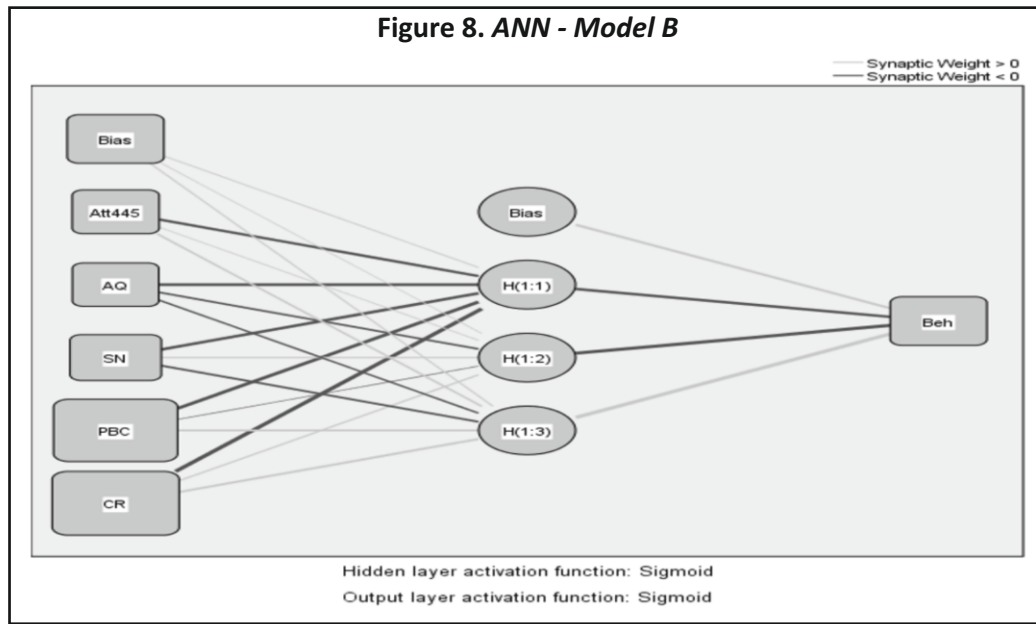 Figure 8. ANN - Model B
Synaptic Weight > 0
Synaptic Weight < 0
Bias
Att445
AQ
SN
PBC
CR
Bias
H(1:1)
H(1:2)
H(1:3)
Beh
Hidden layer activation function: Sigmoid
Output layer activation function: Sigmoid